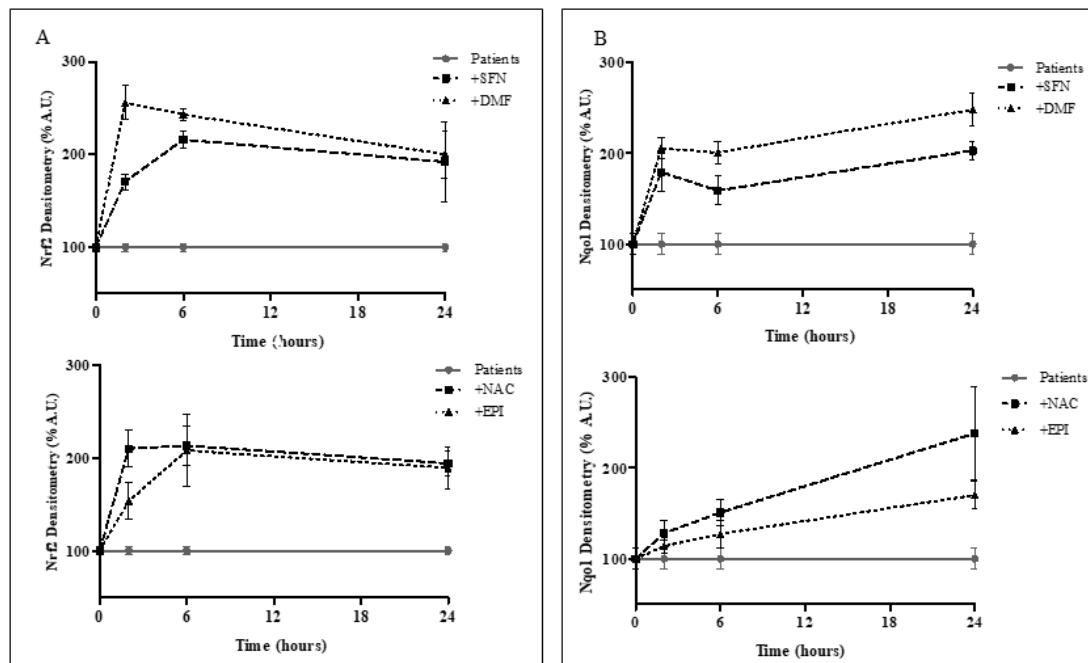 A
Patients
+SFN
+DMF
Nrf2 Densitometry (% A.U.)
300
200
100
0
6
12
18
24
Time (hours)
Patients
+NAC
+EPI
Nrf2 Densitometry (% A.U.)
300
200
100
0
6
12
18
24
Time (hours)
B
Patients
+SFN
+DMF
Nqo1 Densitometry (% A.U.)
300
200
100
0
6
12
18
24
Time (hours)
Patients
+NAC
+EPI
Nqo1 Densitometry (% A.U.)
300
200
100
0
6
12
18
24
Time (hours)